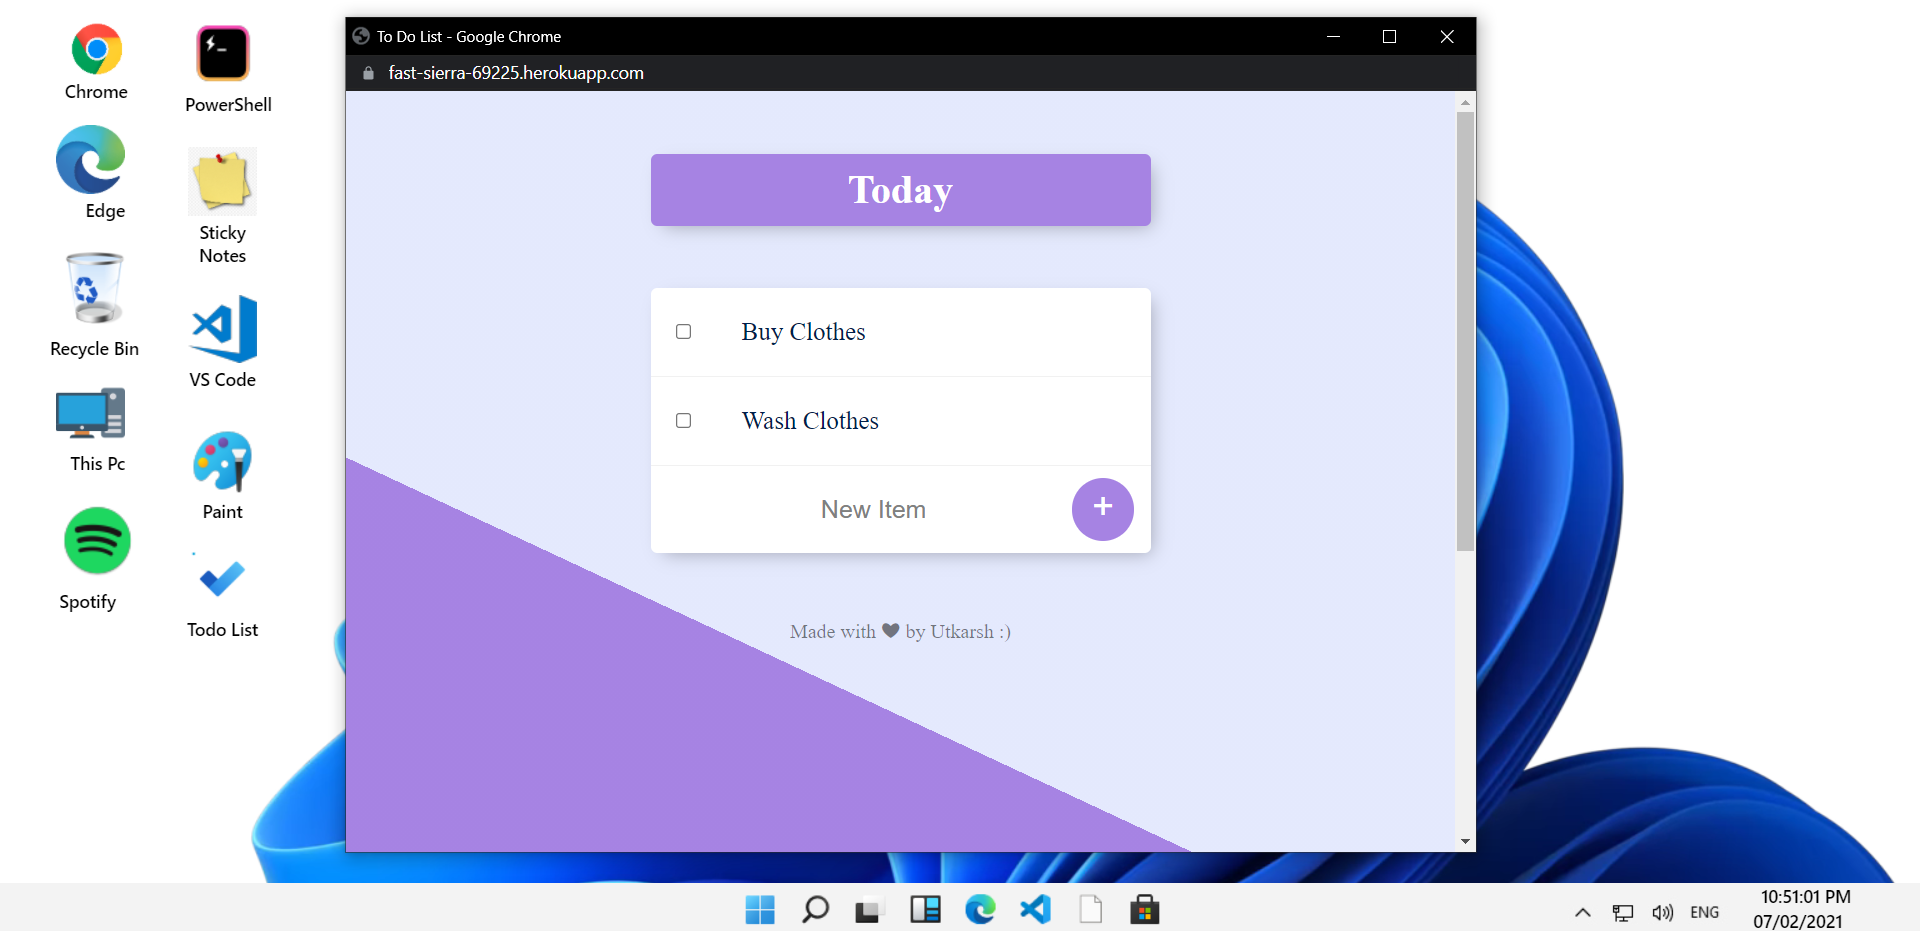 To Do List - Google Chrome
fast-sierra-69225.herokuapp.com
Chrome
PowerShell
Edge
Sticky
Notes
Recycle Bin
VS Code
This Pc
Paint
Spotify
Todo List
Today
Buy Clothes
Wash Clothes
New Item
+
Made with ♥ by Utkarsh :)
ENG
10:51:01 PM
07/02/2021